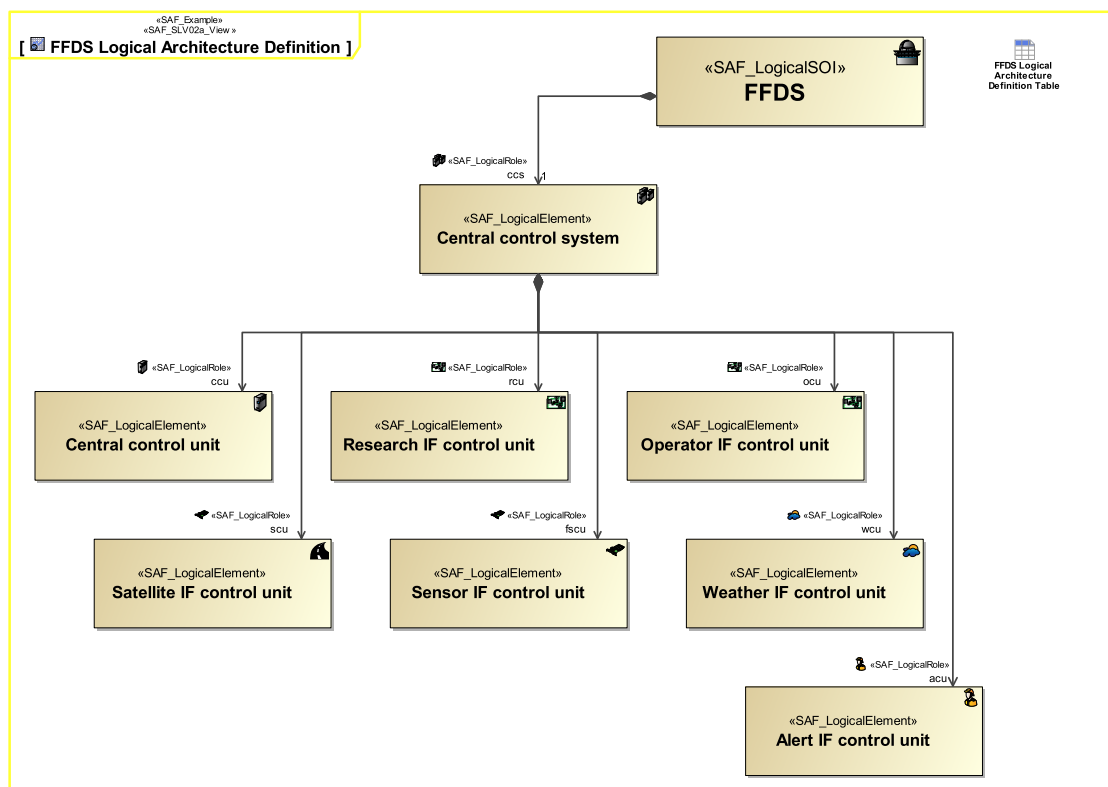 «SAF_Example»
«SAF_SLV02a_View »
[ FFDS Logical Architecture Definition ]
«SAF_LogicalSOI»
FFDS
FFDS Logical
Architecture
Definition Table
«SAF_LogicalRole»
ccs
1
«SAF_LogicalElement»
Central control system
«SAF_LogicalRole»
ccu
«SAF_LogicalRole»
rcu
«SAF_LogicalRole»
ocu
«SAF_LogicalElement»
Central control unit
«SAF_LogicalElement»
Research IF control unit
«SAF_LogicalElement»
Operator IF control unit
«SAF_LogicalRole»
scu
«SAF_LogicalRole»
fscu
«SAF_LogicalRole»
wcu
«SAF_LogicalElement»
Satellite IF control unit
«SAF_LogicalElement»
Sensor IF control unit
«SAF_LogicalElement»
Weather IF control unit
«SAF_LogicalRole»
acu
«SAF_LogicalElement»
Alert IF control unit